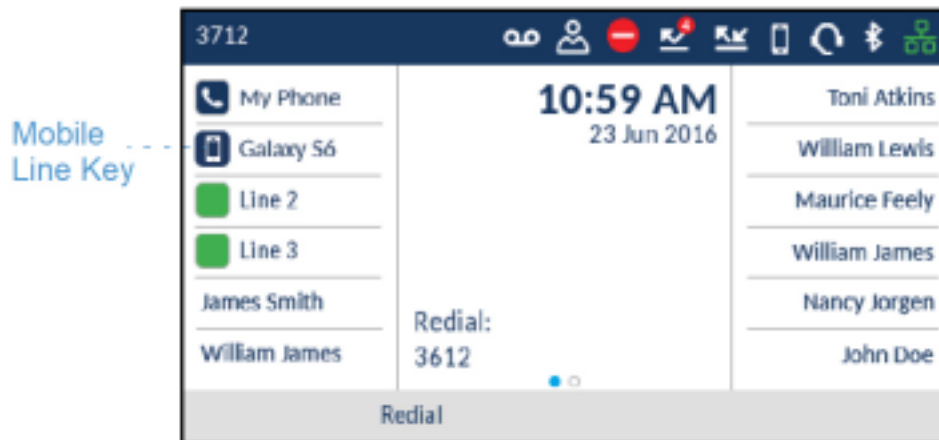 3712
4
Mobile
Line Key
My Phone
Galaxy S6
Line 2
Line 3
James Smith
William James
10:59 AM
23 Jun 2016
Redial:
3612
Toni Atkins
William Lewis
Maurice Feely
William James
Nancy Jorgen
John Doe
Redial